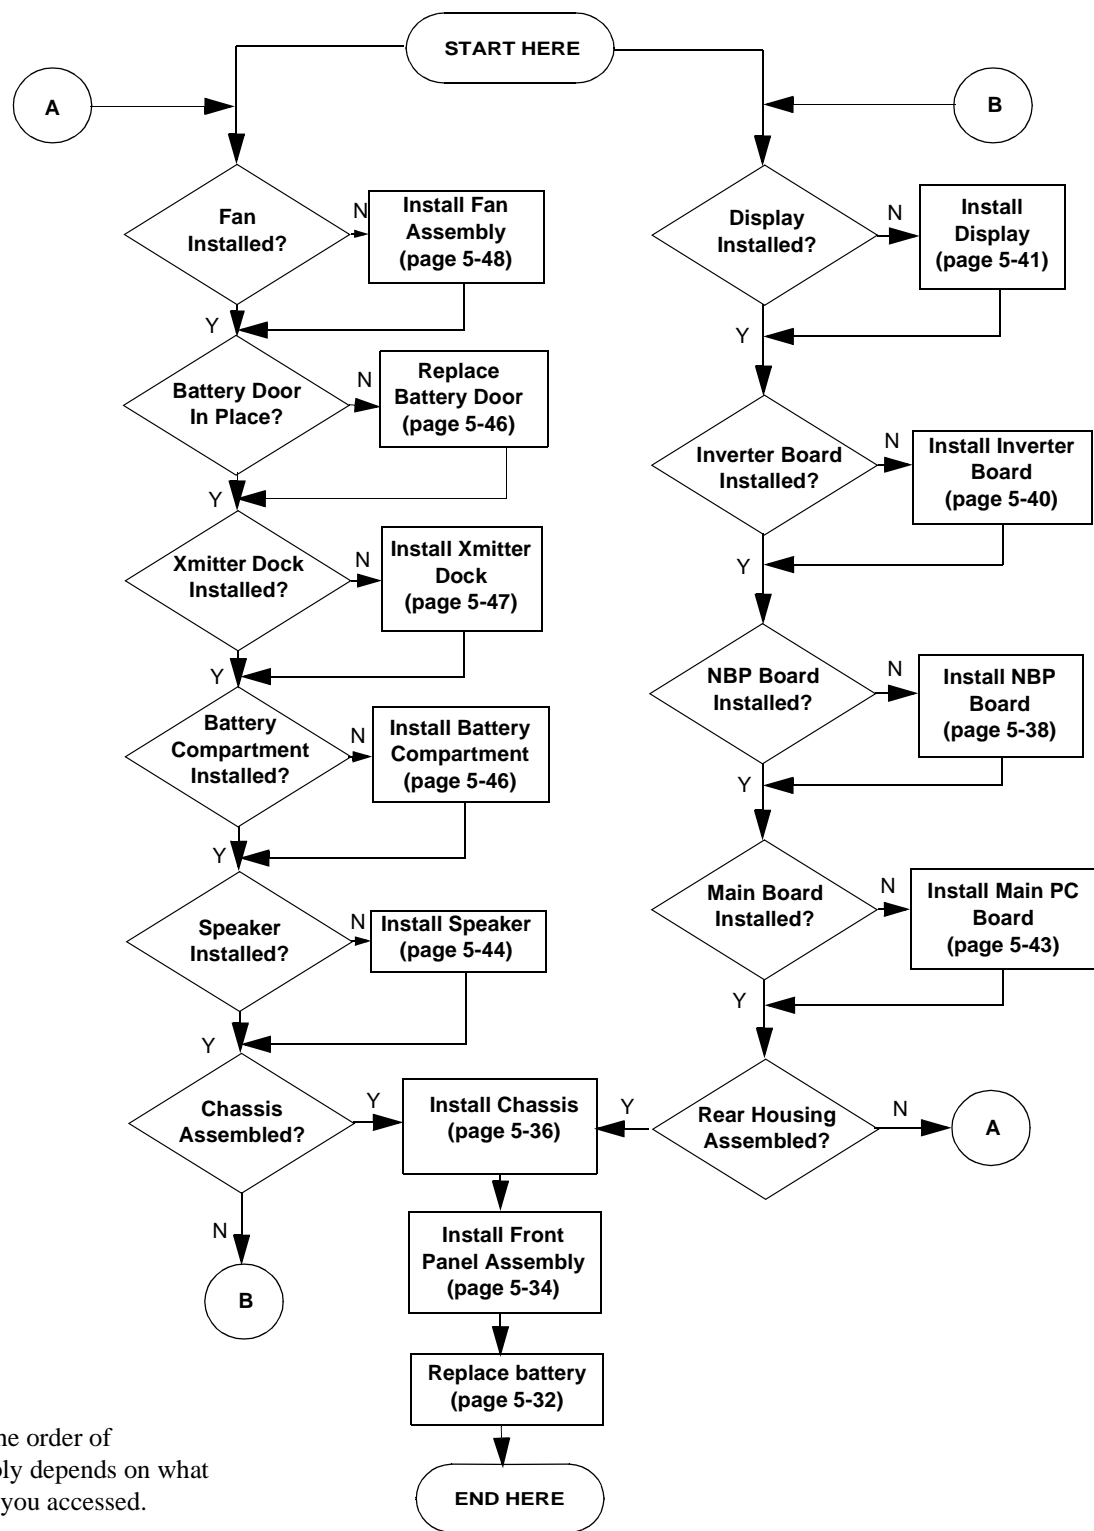 START HERE
A
B
Fan
Installed?
N
Install Fan
Assembly
(page 5-48)
Y
Battery Door
In Place?
N
Replace
Battery Door
(page 5-46)
Y
Xmitter Dock
Installed?
N
Install Xmitter
Dock
(page 5-47)
Y
Battery
Compartment
Installed?
N
Install Battery
Compartment
(page 5-46)
Y
Speaker
Installed?
N
Install Speaker
(page 5-44)
Y
Chassis
Assembled?
Y
N
B
Display
Installed?
N
Install
Display
(page 5-41)
Y
Inverter Board
Installed?
N
Install Inverter
Board
(page 5-40)
Y
NBP Board
Installed?
N
Install NBP
Board
(page 5-38)
Y
Main Board
Installed?
N
Install Main PC
Board
(page 5-43)
Y
Rear Housing
Assembled?
N
A
Y
Install Chassis
(page 5-36)
Install Front
Panel Assembly
(page 5-34)
Replace battery
(page 5-32)
END HERE
order of
depends on what
you accessed.